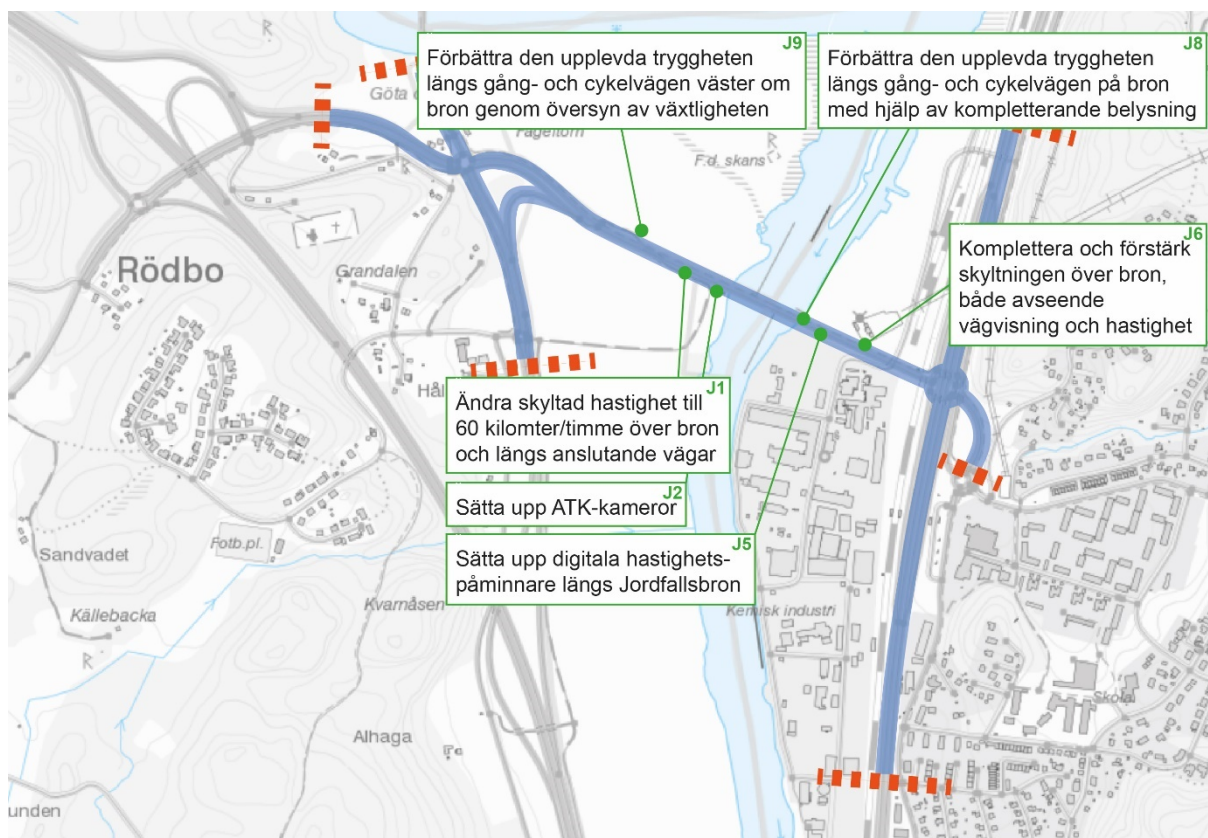 J9
Förbättra den upplevda tryggheten
längs gång- och cykelvägen väster om
bron genom översyn av växtligheten
J8
Förbättra den upplevda tryggheten
längs gång- och cykelvägen på bron
med hjälp av kompletterande belysning
Göta
F.d. skans
J6
Komplettera och förstärk
skyltningen över bron,
både avseende
vägvisning och hastighet
Rödbo
Grandalen
Hål
J1
Ändra skyltad hastighet till
60 kilomter/timme över bron
och längs anslutande vägar
J2
Sätta upp ATK-kameror
J5
Sätta upp digitala hastighets-
påminnare längs Jordfallsbron
Fotb.pl.
Sandvadet
Källebacka
Kvarnåsen
Kemisk industri
Skola
Alhaga
unden